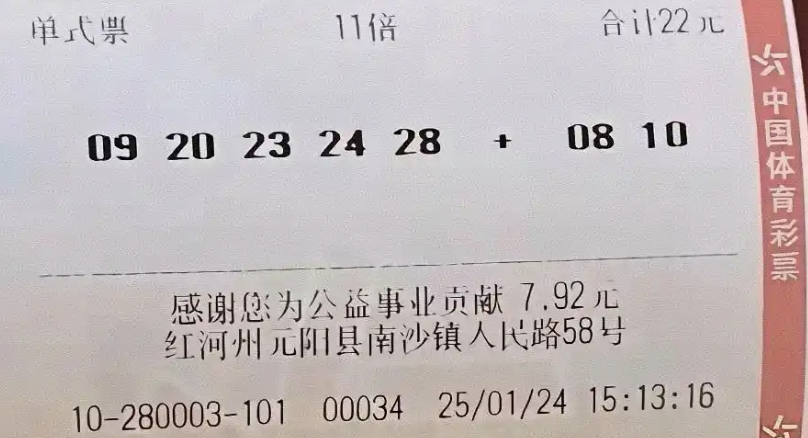 单式票 11倍 合计22元
09 20 23 24 28 + 08 10
感谢您为公益事业贡献 7.92元
红河州元阳县南沙镇人民路58号
10-280003-101 00034 25/01/24 15:13:16
中国体育彩票